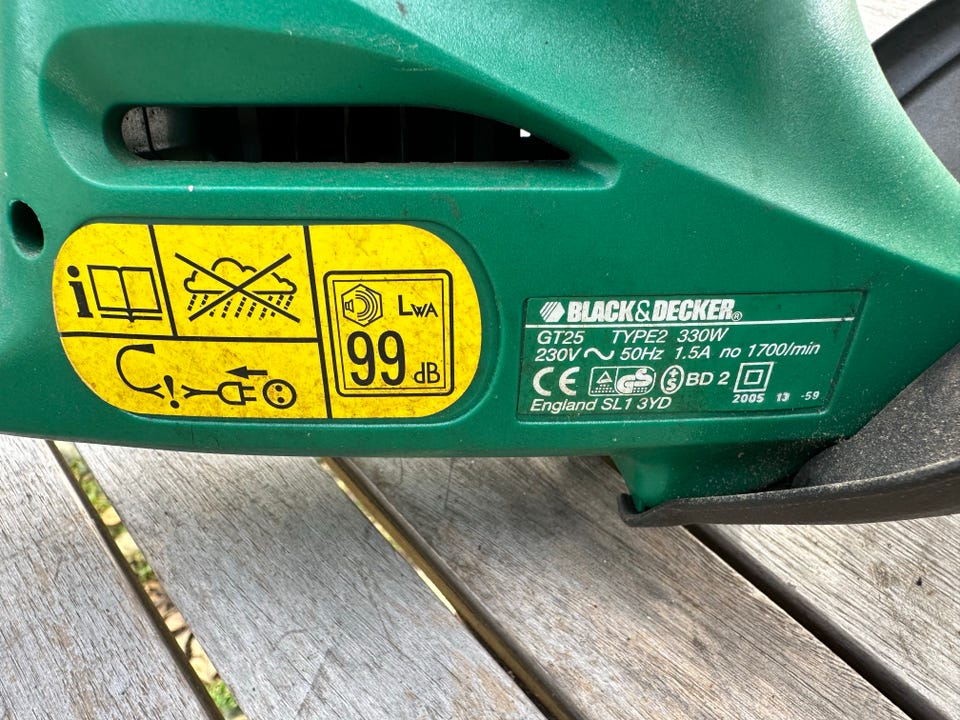 i
LWA
99 dB
BLACK&DECKER®
GT25 TYPE2 330W
230V ~ 50Hz 1.5A no 1700/min
CE GS BD 2
England SL1 3YD
2005 13 -59